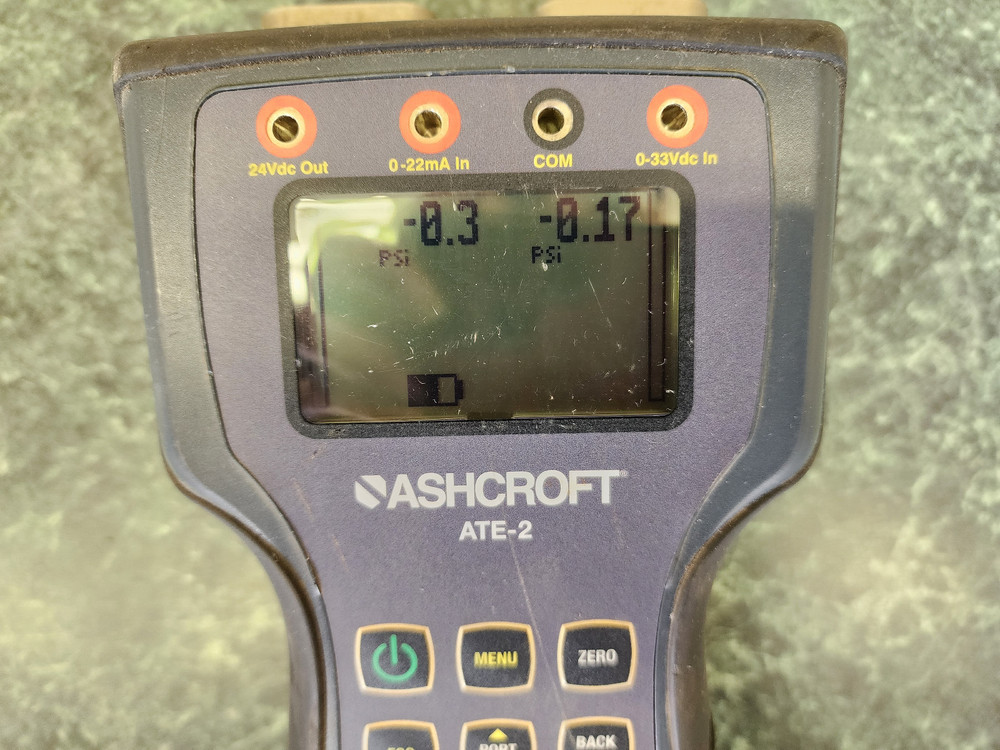 24Vdc Out 0-22mA In COM 0-33Vdc In
-0.3 -0.17
PSi PSi
ASHCROFT
ATE-2
MENU ZERO
PORT BACK